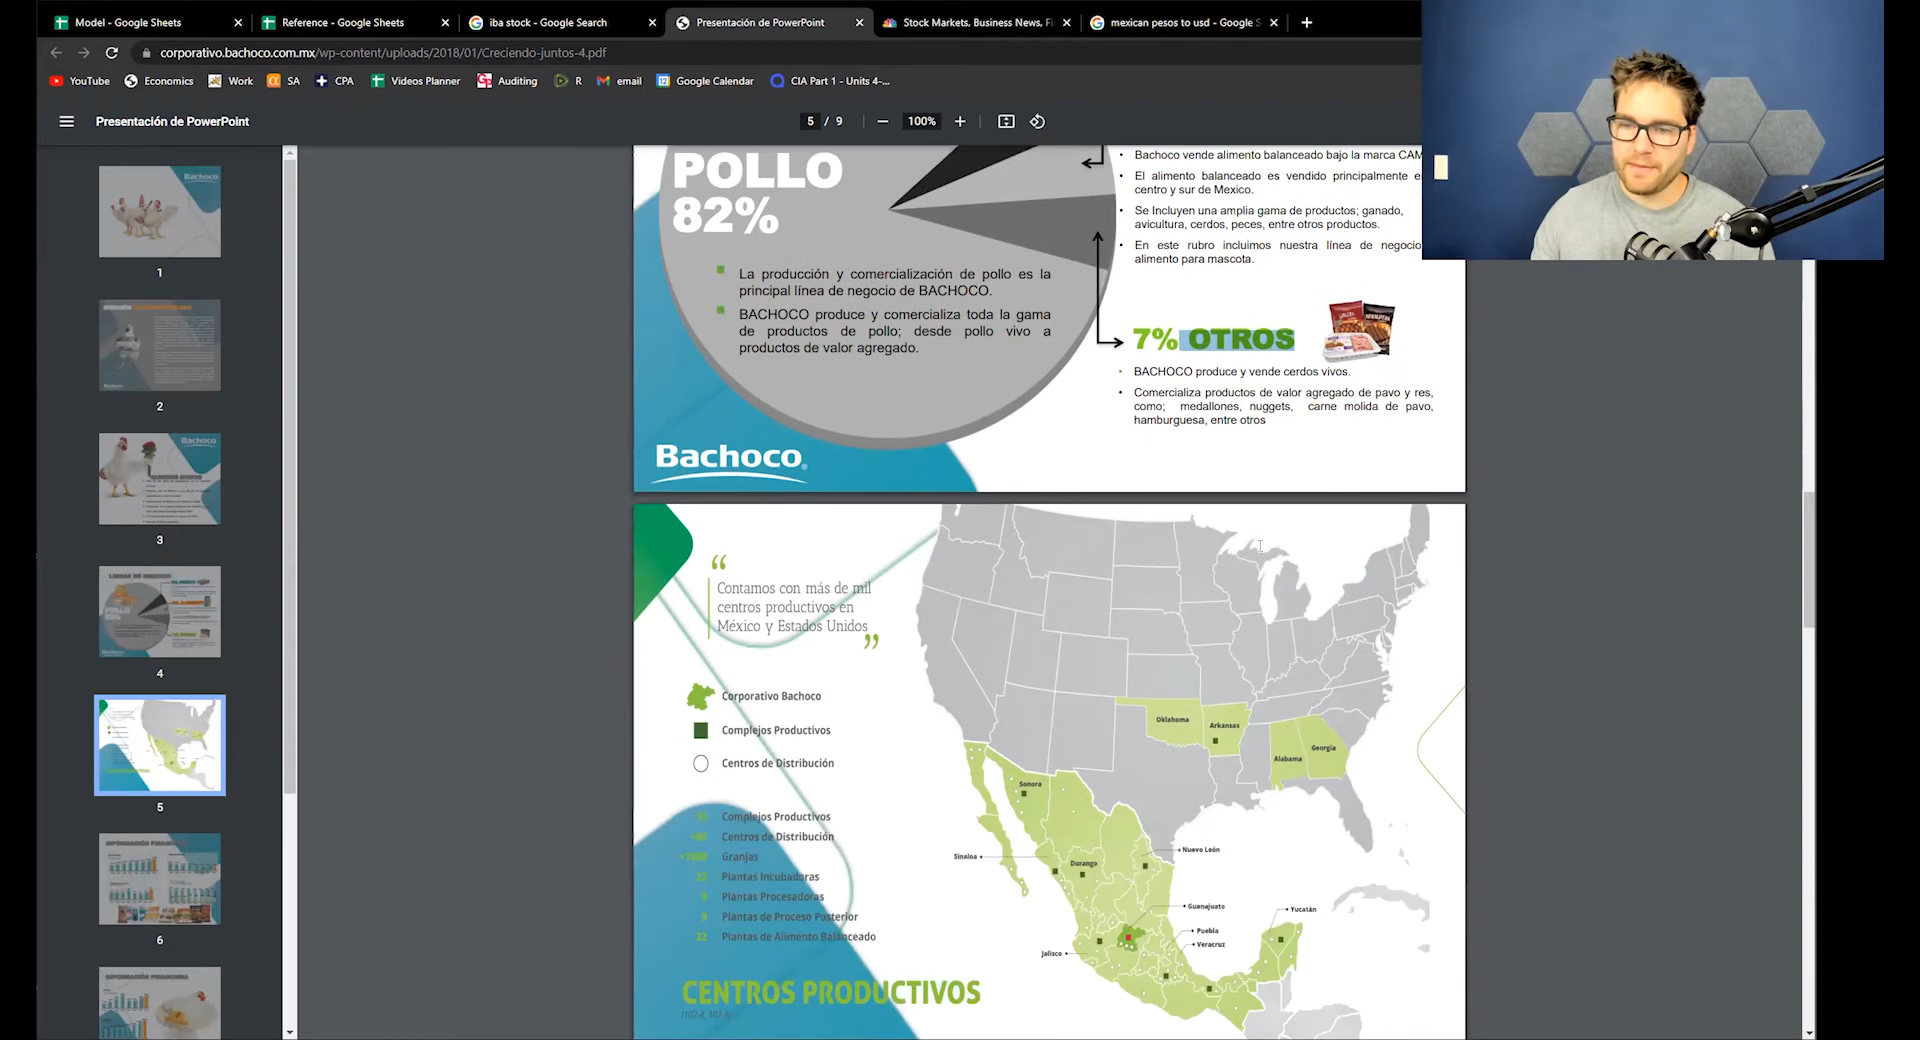 Model - Google Sheets
Reference - Google Sheets
iba stock - Google Search
Presentación de PowerPoint
Stock Markets, Business News, Fi
mexican pesos to usd - Google S
corporativo.bachoco.com.mx/wp-content/uploads/2018/01/Creciendo-juntos-4.pdf
YouTube
Economics
Work
SA
CPA
Videos Planner
Auditing
R
email
Google Calendar
CIA Part 1 - Units 4-...
Presentación de PowerPoint
5 / 9
100%
Bachoco
1
2
3
4
5
6
POLLO
82%
La producción y comercialización de pollo es la
principal línea de negocio de BACHOCO.
BACHOCO produce y comercializa toda la gama
de productos de pollo; desde pollo vivo a
productos de valor agregado.
Bachoco vende alimento balanceado bajo la marca CAM
El alimento balanceado es vendido principalmente e
centro y sur de Mexico.
Se Incluyen una amplia gama de productos; ganado,
avicultura, cerdos, peces, entre otros productos.
En este rubro incluimos nuestra línea de negocio
alimento para mascota.
7% OTROS
BACHOCO produce y vende cerdos vivos.
Comercializa productos de valor agregado de pavo y res,
como; medallones, nuggets, carne molida de pavo,
hamburguesa, entre otros
Bachoco
“
Contamos con más de mil
centros productivos en
México y Estados Unidos
”
Corporativo Bachoco
Complejos Productivos
Centros de Distribución
Complejos Productivos
+80 Centros de Distribución
+1000 Granjas
Plantas Incubadoras
9 Plantas Procesadoras
9 Plantas de Proceso Posterior
22 Plantas de Alimento Balanceado
CENTROS PRODUCTIVOS
Oklahoma
Arkansas
Alabama
Georgia
Sonora
Sinaloa
Durango
Nuevo León
Guanajuato
Yucatán
Puebla
Veracruz
Jalisco